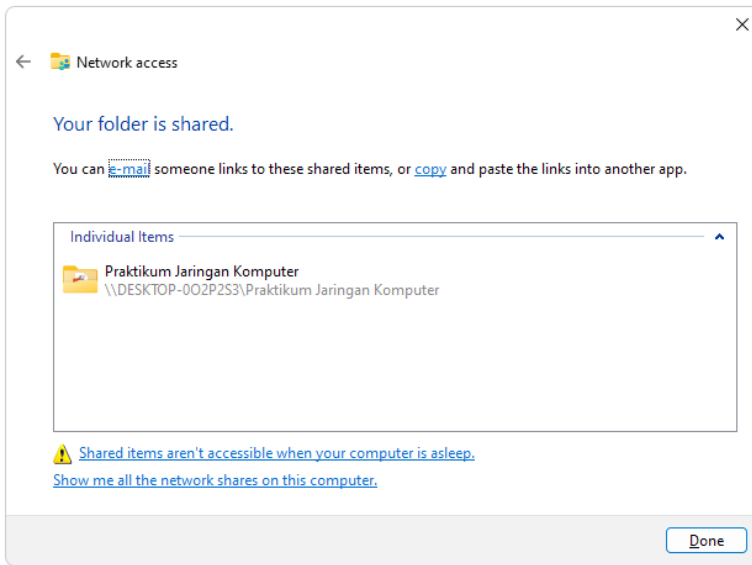 Network access
Your folder is shared.
You can e-mail someone links to these shared items, or copy and paste the links into another app.
Individual Items
Praktikum Jaringan Komputer
\\DESKTOP-0O2P2S3\Praktikum Jaringan Komputer
Shared items aren't accessible when your computer is asleep.
Show me all the network shares on this computer.
Done